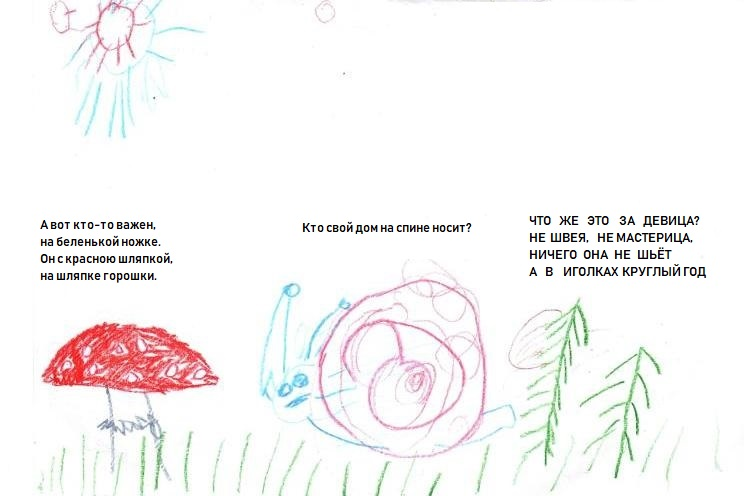 А вот кто-то важен,
на беленькой ножке.
Он с красною шляпкой,
на шляпке горошки.
Кто свой дом на спине носит?
ЧТО ЖЕ ЭТО ЗА ДЕВИЦА?
НЕ ШВЕЯ, НЕ МАСТЕРИЦА,
НИЧЕГО ОНА НЕ ШЬЁТ
А В ИГОЛКАХ КРУГЛЫЙ ГОД